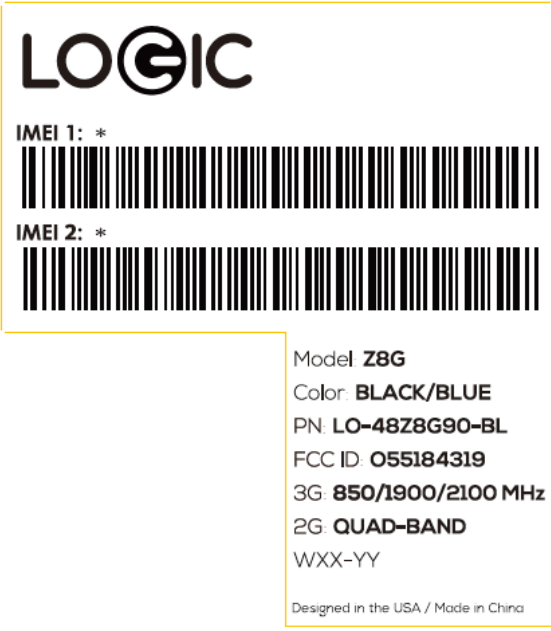 LOGIC
IMEI 1: *
IMEI 2: *
Model: Z8G
Color: BLACK/BLUE
PN: LO-48Z8G90-BL
FCC ID: O55184319
3G: 850/1900/2100 MHz
2G: QUAD-BAND
WXX-YY
Designed in the USA / Made in China